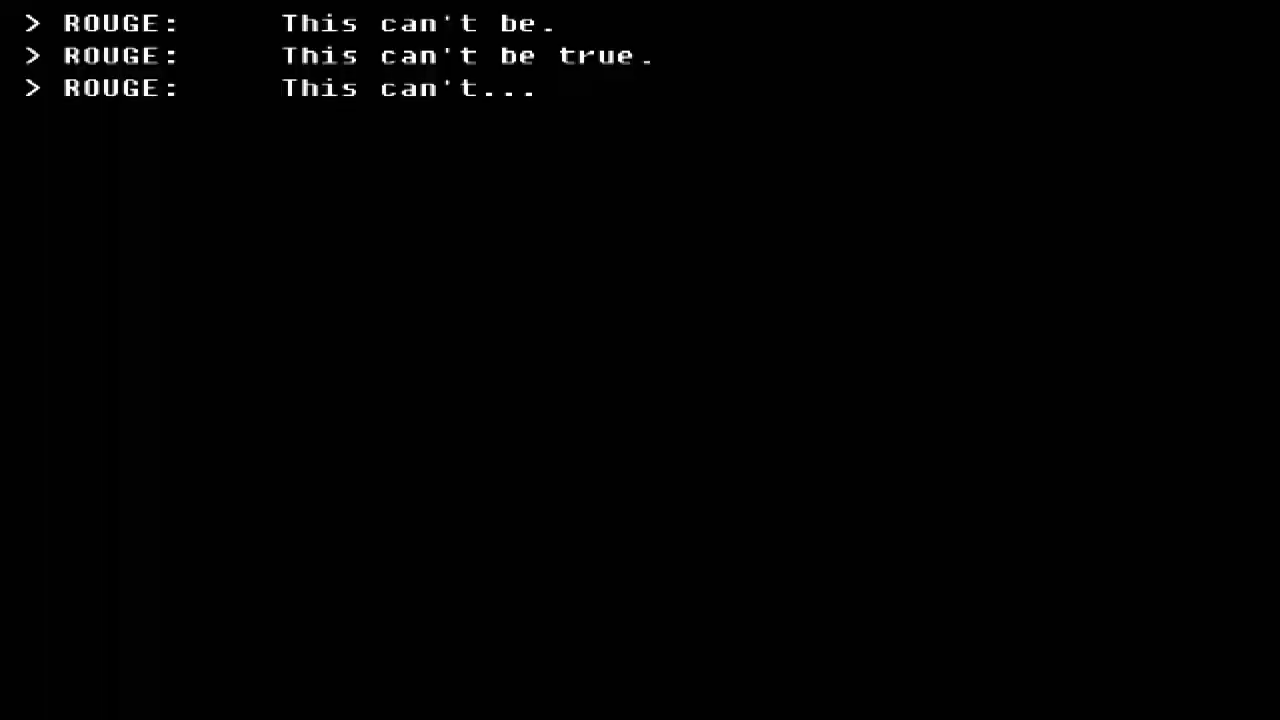 > ROUGE: This can't be.
> ROUGE: This can't be true.
> ROUGE: This can't...